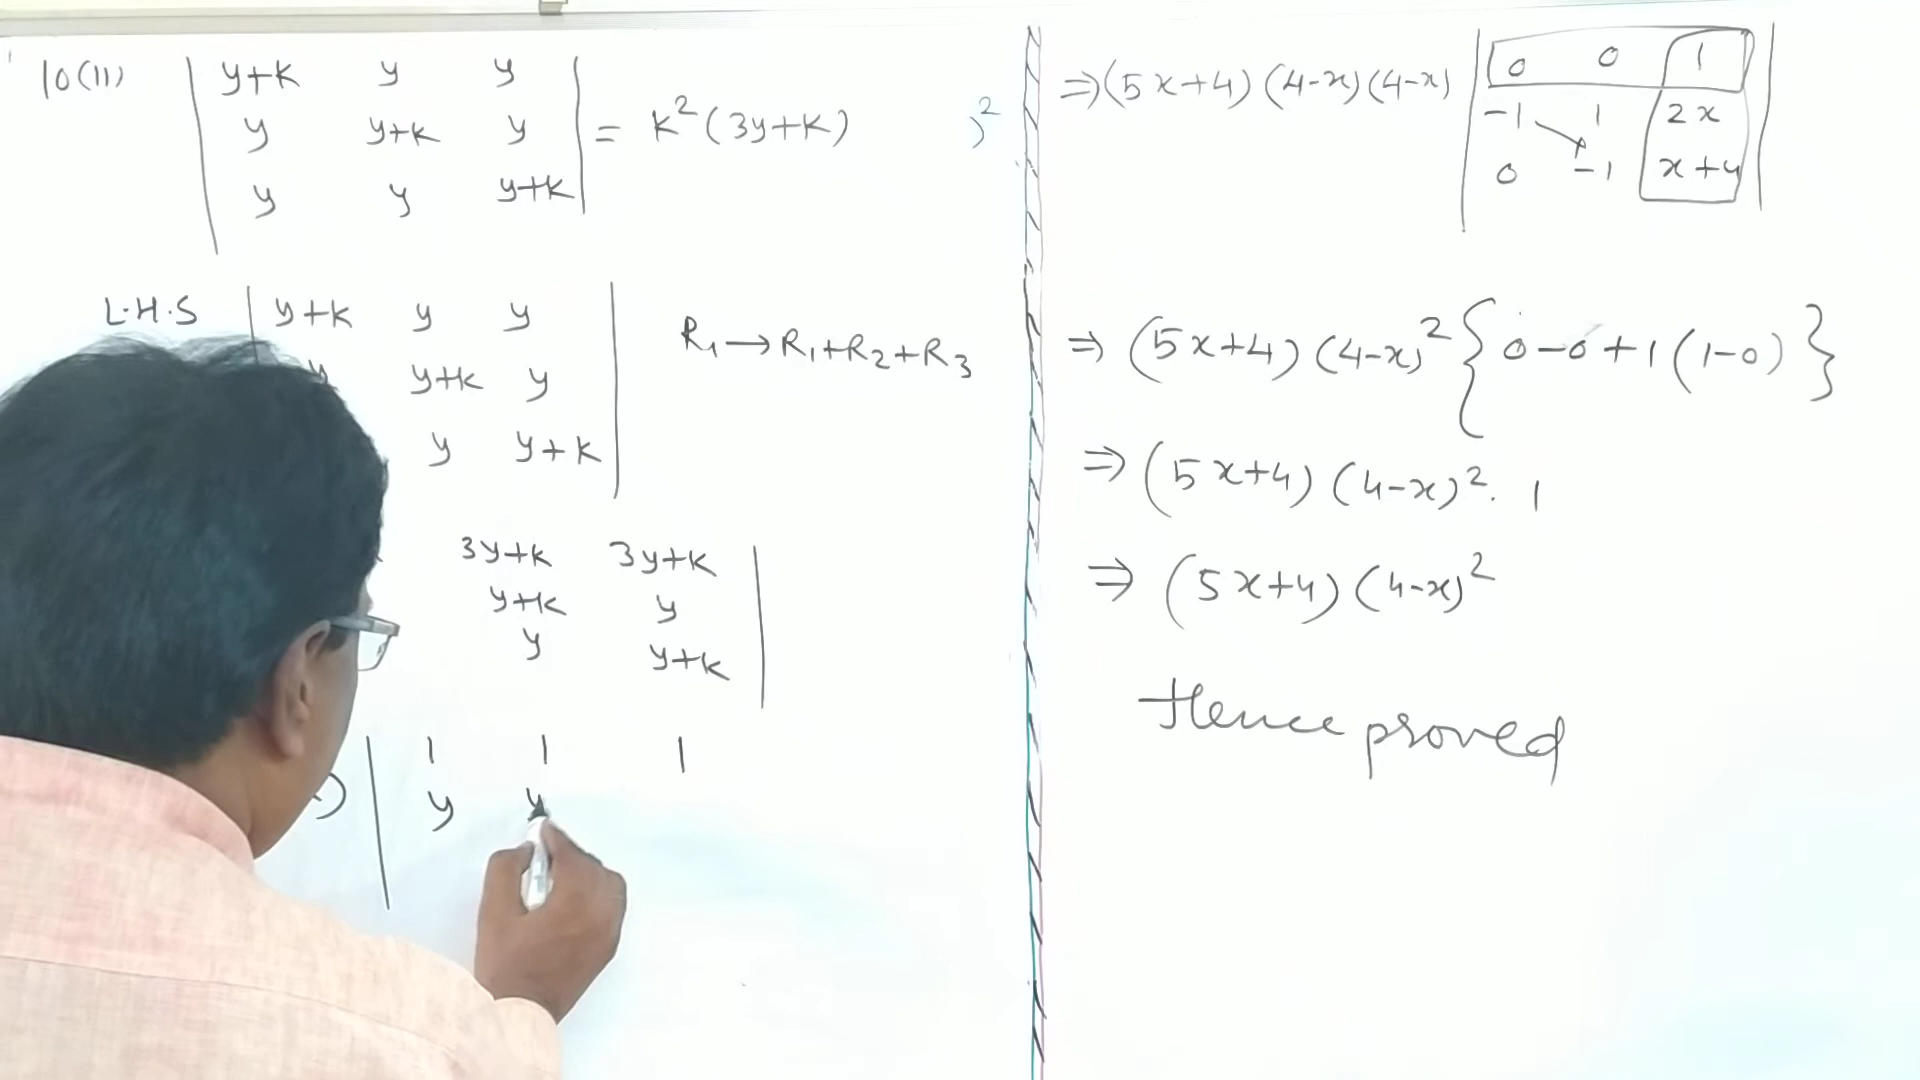 10(11) | y+k y y |
| y y+k y | = k²(3y+k) )²
| y y y+k |
L.H.S | y+k y y |
y y+k y | R₁→R₁+R₂+R₃
y y+k |
3y+k 3y+k |
y+k y |
y y+k |
) | 1 1 1
| y y
⇒(5x+4)(4-x)(4-x) | 0 0 1 |
| -1 1 2x |
| 0 -1 x+4 |
⇒ (5x+4)(4-x)² {0-0+1(1-0)}
⇒ (5x+4)(4-x)². 1
⇒ (5x+4)(4-x)²
Hence proved